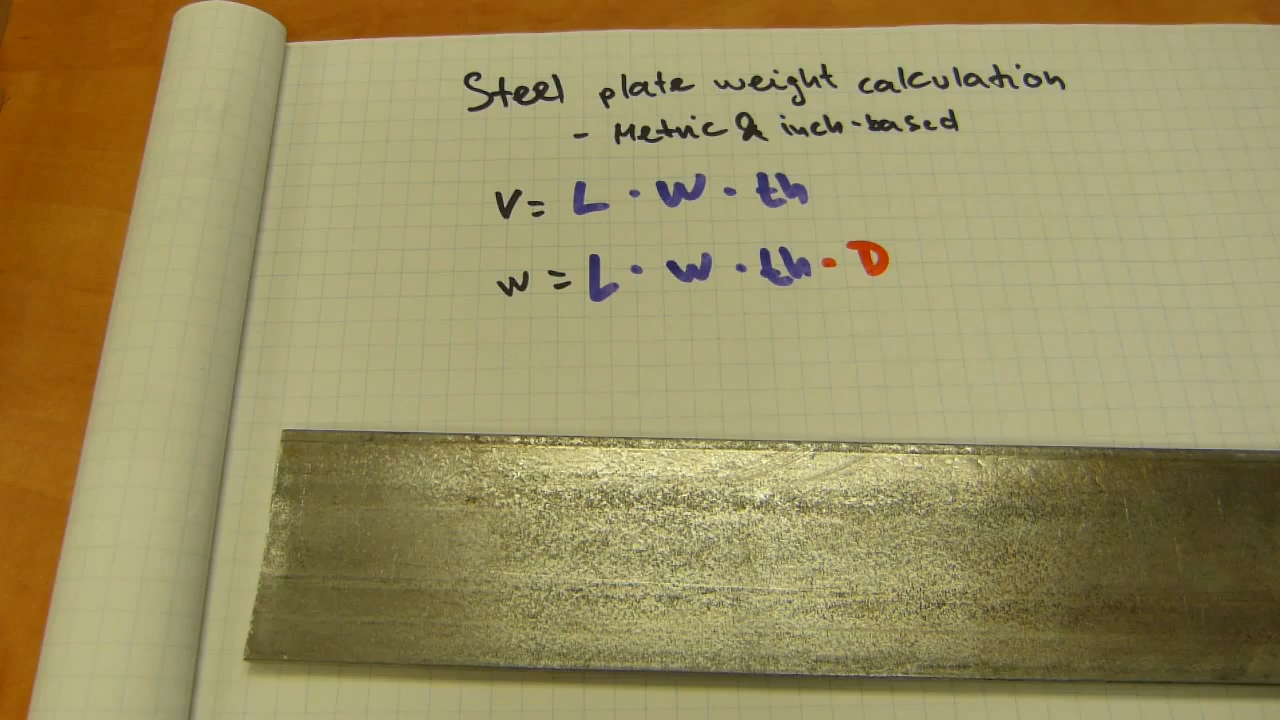 Steel plate weight calculation
- Metric & inch-based
V = L · W · th
w = L · W · th · D